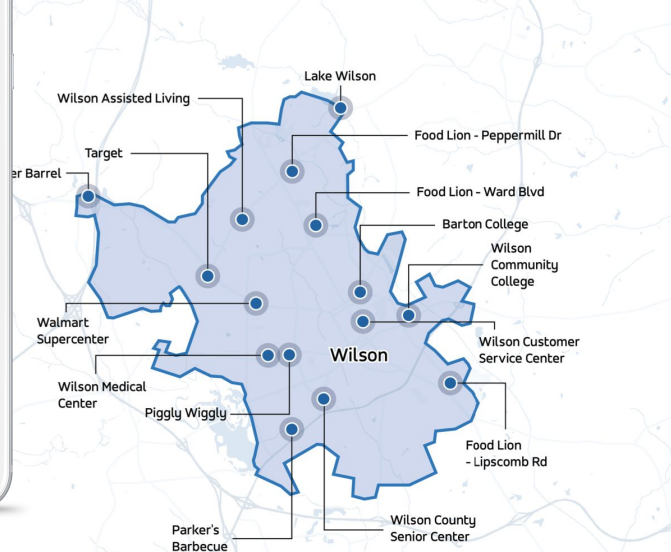 Lake Wilson
Wilson Assisted Living
Food Lion - Peppermill Dr
Target
er Barrel
Food Lion - Ward Blvd
Barton College
Wilson
Community
College
Walmart
Supercenter
Wilson Customer
Service Center
Wilson
Wilson Medical
Center
Piggly Wiggly
Food Lion
- Lipscomb Rd
Wilson County
Senior Center
Parker's
Barbecue